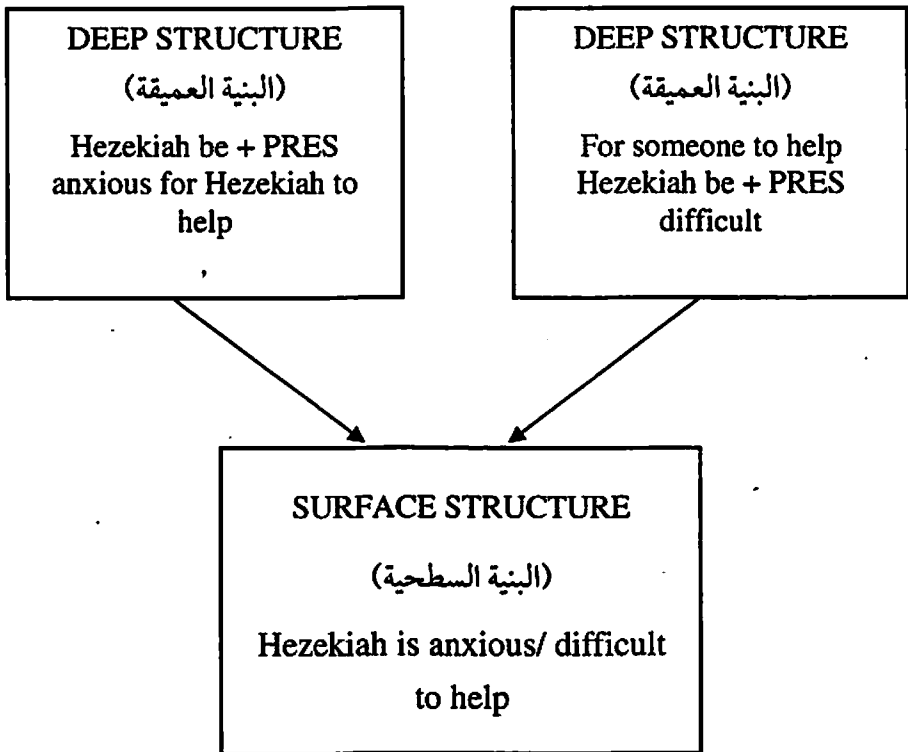 DEEP STRUCTURE
(البنية العميقة)
Hezekiah be + PRES
anxious for Hezekiah to
help
DEEP STRUCTURE
(البنية العميقة)
For someone to help
Hezekiah be + PRES
difficult
SURFACE STRUCTURE
(البنية السطحية)
Hezekiah is anxious/ difficult
to help